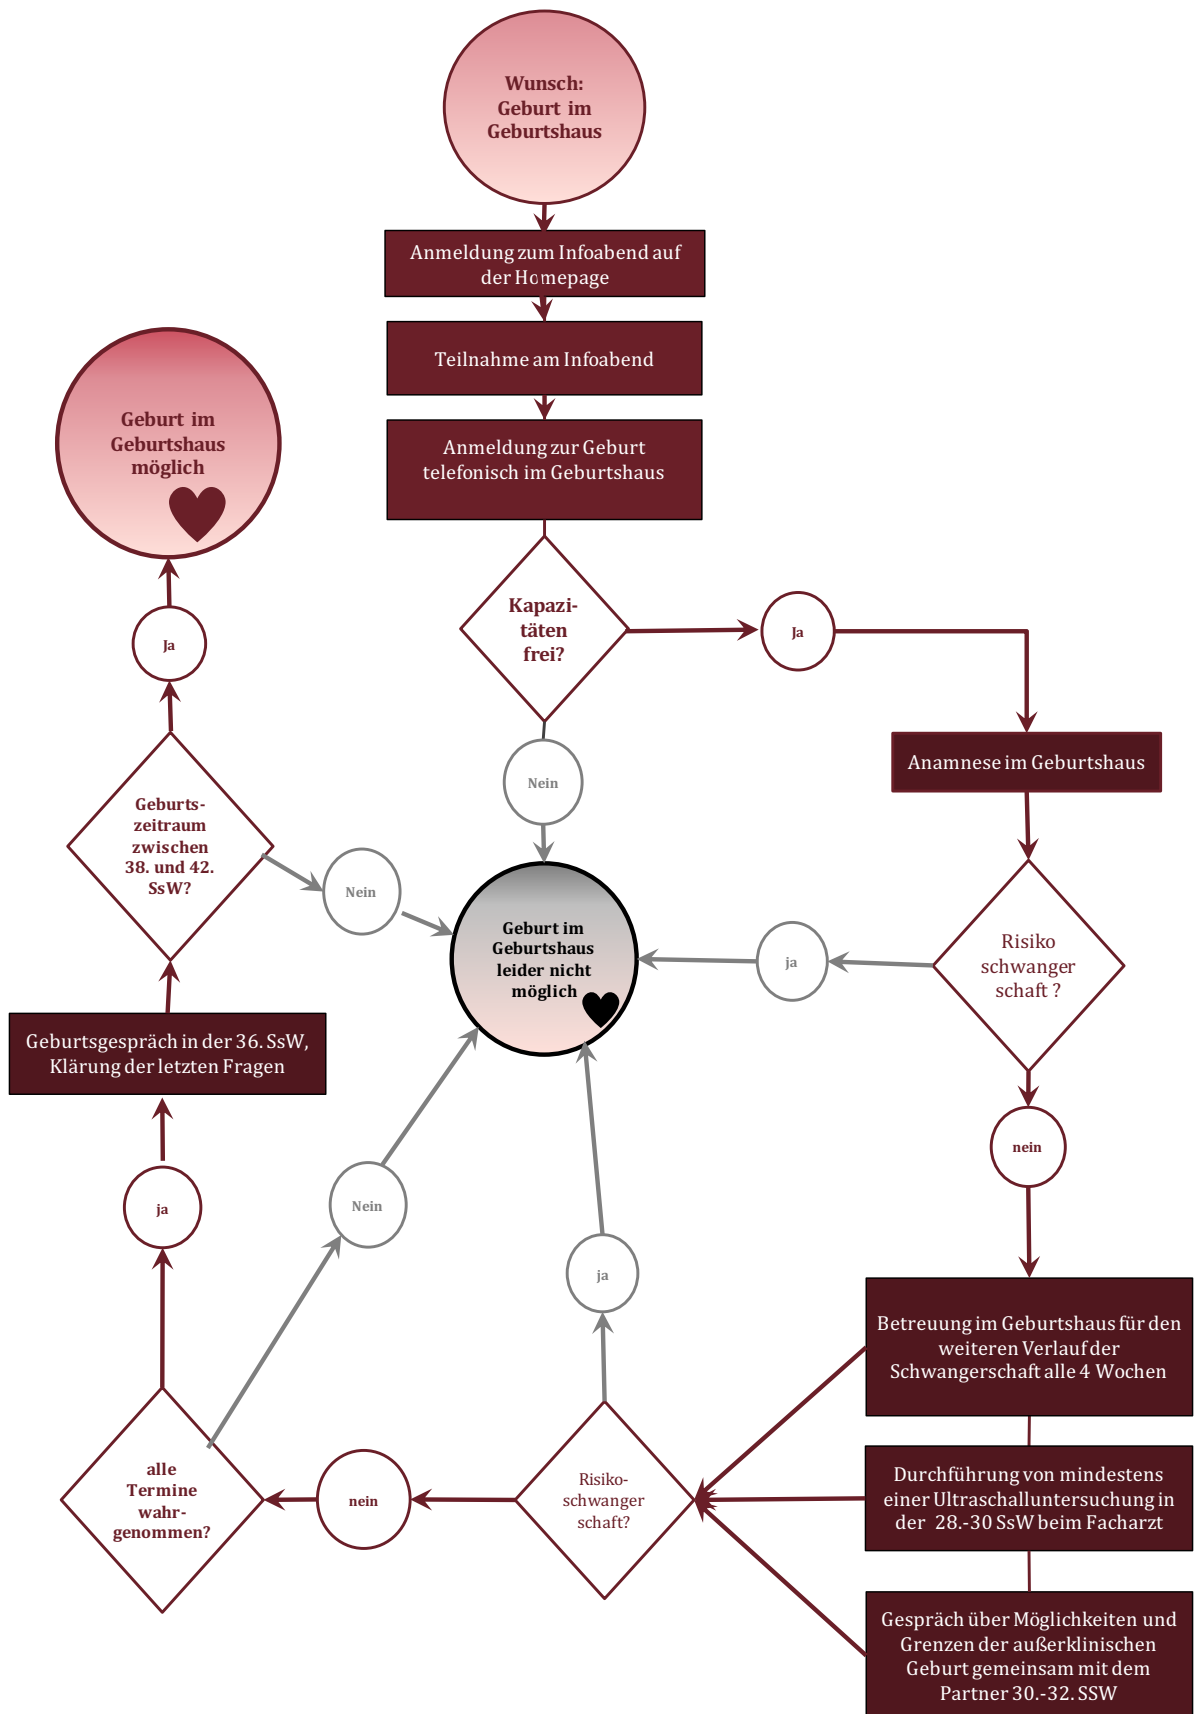 Wunsch:
Geburt im
Geburtshaus
Anmeldung zum Infoabend auf
der Homepage
Teilnahme am Infoabend
Anmeldung zur Geburt
telefonisch im Geburtshaus
Kapazi-
täten
frei?
Ja
Nein
Anamnese im Geburtshaus
Risiko
schwanger
schaft ?
ja
nein
Geburt im
Geburtshaus
leider nicht
möglich
Betreuung im Geburtshaus für den
weiteren Verlauf der
Schwangerschaft alle 4 Wochen
Durchführung von mindestens
einer Ultraschalluntersuchung in
der 28.-30 SsW beim Facharzt
Gespräch über Möglichkeiten und
Grenzen der außerklinischen
Geburt gemeinsam mit dem
Partner 30.-32. SSW
Risiko-
schwanger
schaft?
ja
nein
alle
Termine
wahr-
genommen?
Nein
ja
Geburtsgespräch in der 36. SsW,
Klärung der letzten Fragen
Geburts-
zeitraum
zwischen
38. und 42.
SsW?
Nein
Ja
Geburt im
Geburtshaus
möglich